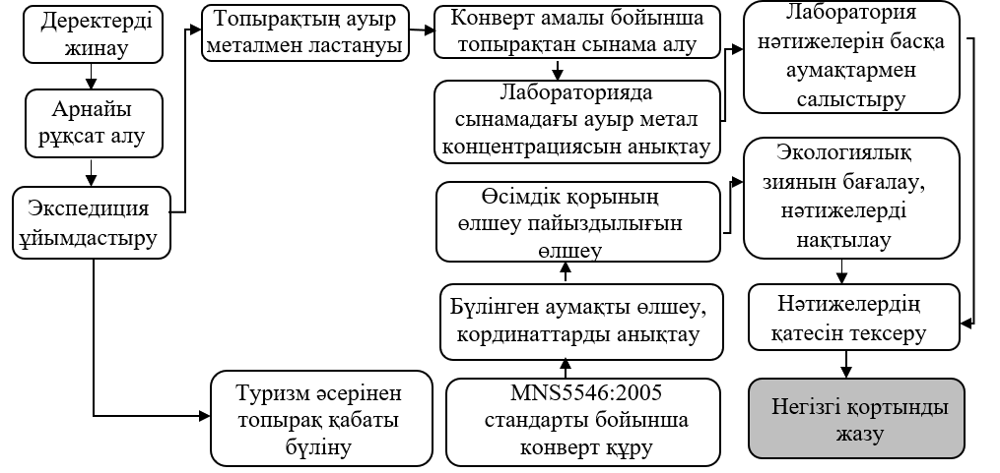 Деректерді
жинау
Арнайы
рұқсат алу
Экспедиция
ұйымдастыру
Топырақтың ауыр
металмен ластануы
Конверт амалы бойынша
топырақтан сынама алу
Лабораторияда
сынамадағы ауыр метал
концентрациясын анықтау
Лаборатория
нәтижелерін басқа
аумақтармен
салыстыру
Туризм әсерінен
топырақ қабаты
бүліну
MNS5546:2005
стандарты бойынша
конверт құру
Бүлінген аумақты өлшеу,
кординаттарды анықтау
Өсімдік қорының
өлшеу пайыздылығын
өлшеу
Экологиялық
зиянын бағалау,
нәтижелерді
нақтылау
Нәтижелердің
қатесін тексеру
Негізгі қортынды
жазу